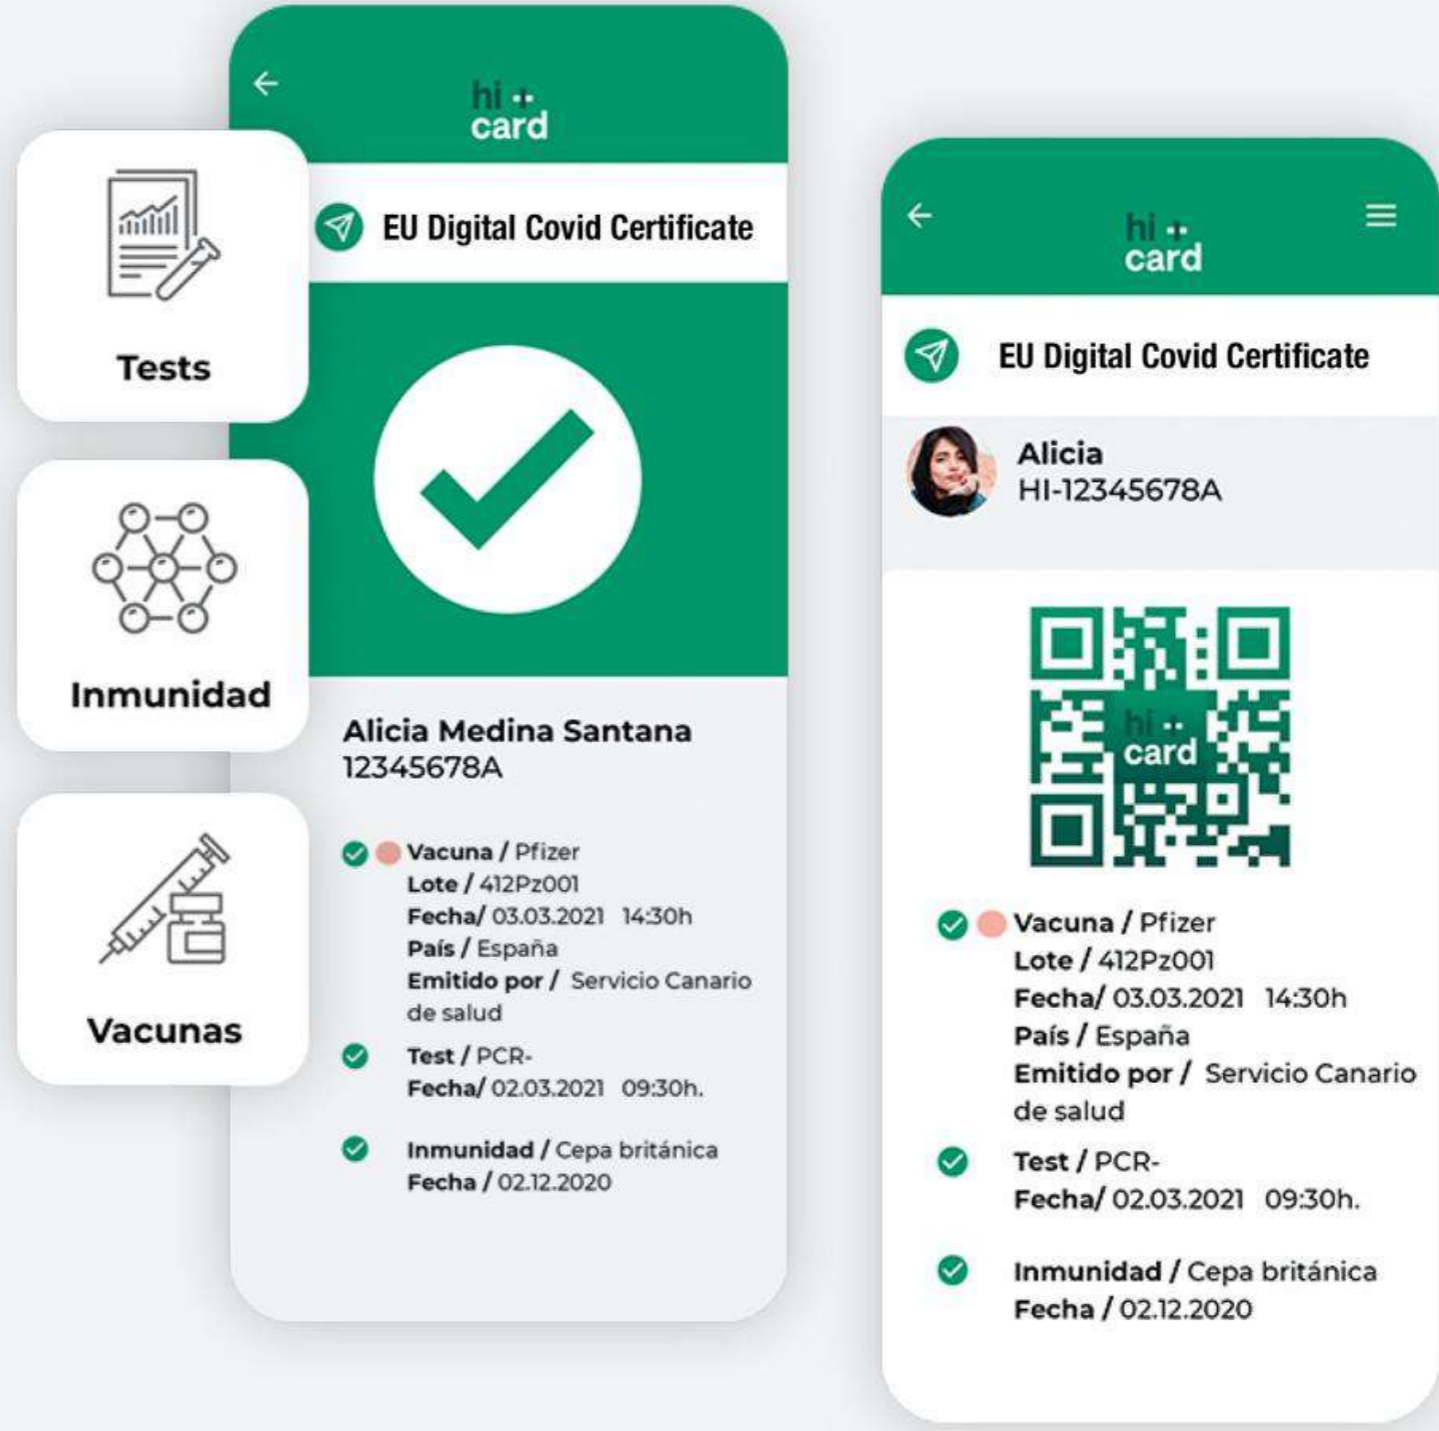 Tests
Inmunidad
Vacunas
hi +
card
EU Digital Covid Certificate
Alicia Medina Santana
12345678A
Vacuna / Pfizer
Lote / 412Pz001
Fecha/ 03.03.2021 14:30h
País / España
Emitido por / Servicio Canario
de salud
Test / PCR-
Fecha/ 02.03.2021 09:30h.
Inmunidad / Cepa británica
Fecha / 02.12.2020
hi +
card
EU Digital Covid Certificate
Alicia
HI-12345678A
hi +
card
Vacuna / Pfizer
Lote / 412Pz001
Fecha/ 03.03.2021 14:30h
País / España
Emitido por / Servicio Canario
de salud
Test / PCR-
Fecha/ 02.03.2021 09:30h.
Inmunidad / Cepa británica
Fecha / 02.12.2020